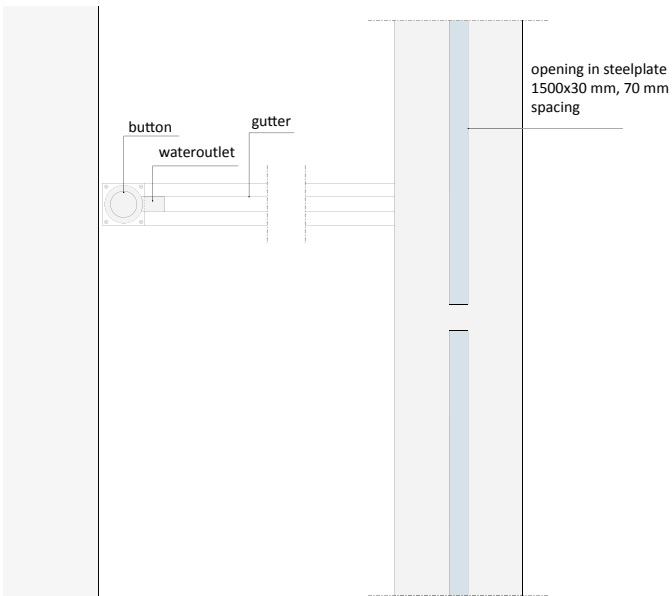 opening in steelplate
1500x30 mm, 70 mm
spacing
button
gutter
wateroutlet